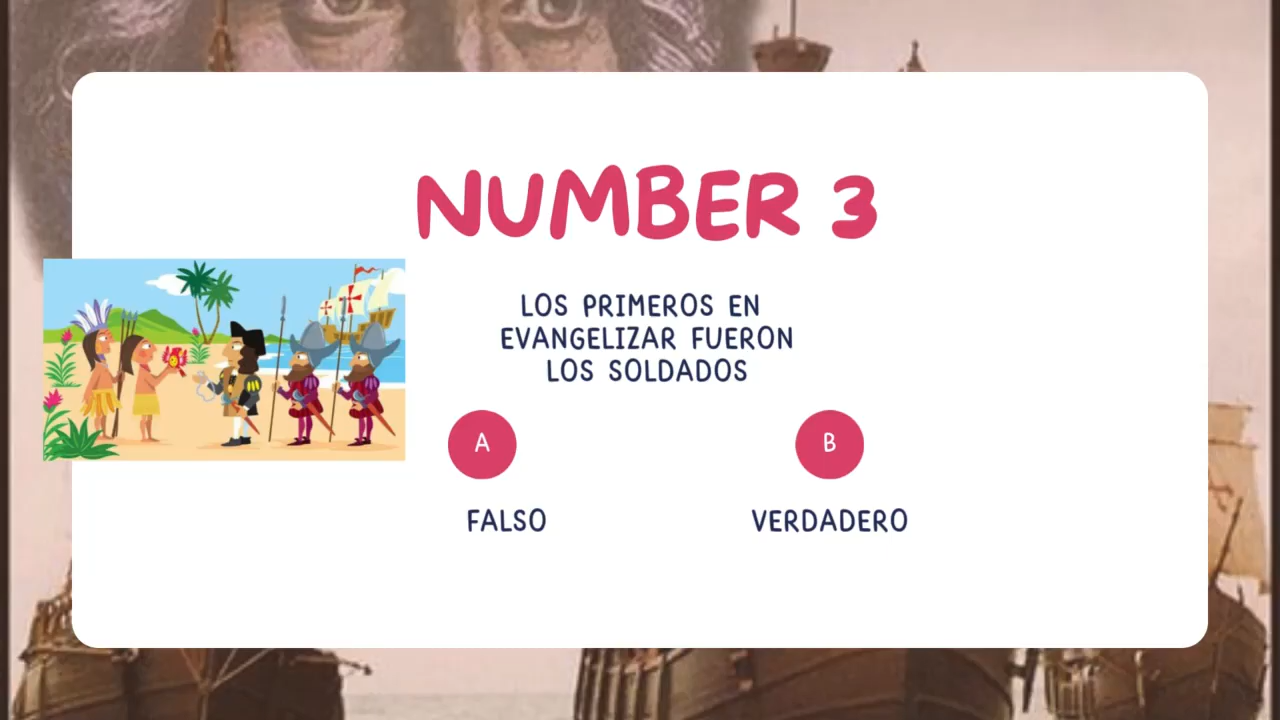 NUMBER 3
LOS PRIMEROS EN
EVANGELIZAR FUERON
LOS SOLDADOS
A
B
FALSO
VERDADERO